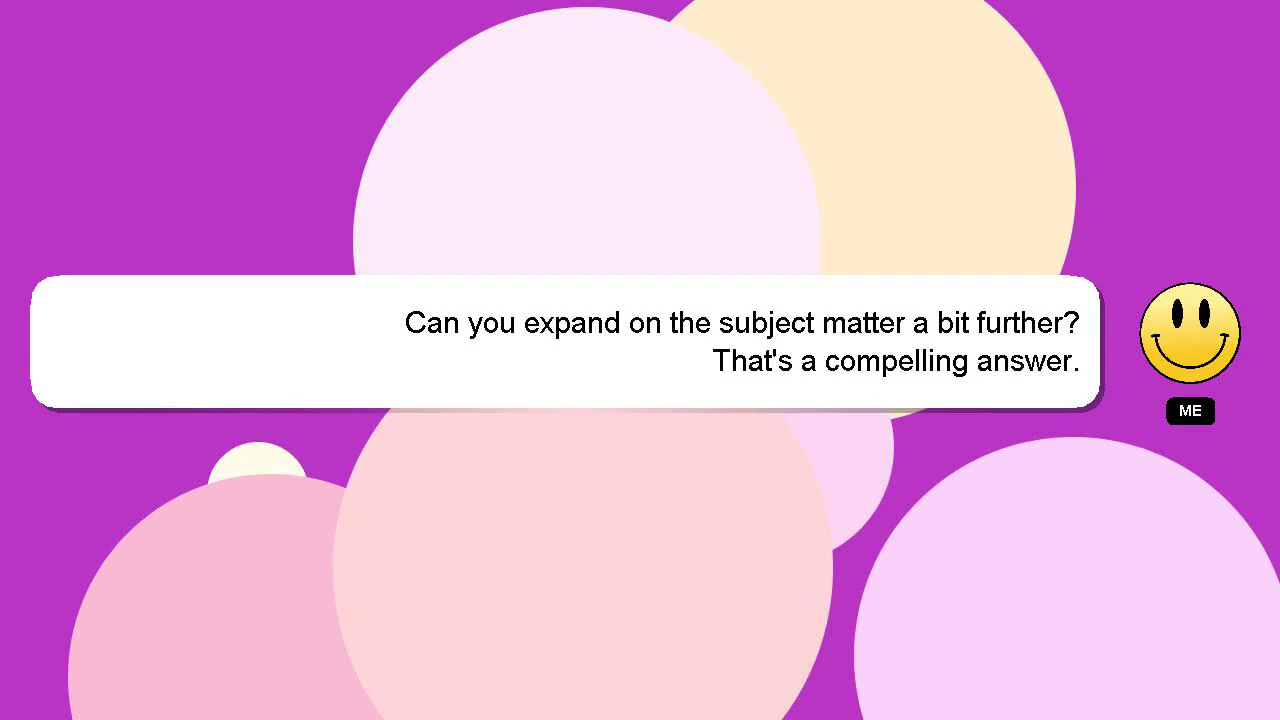 Can you expand on the subject matter a bit further?
That's a compelling answer.
ME